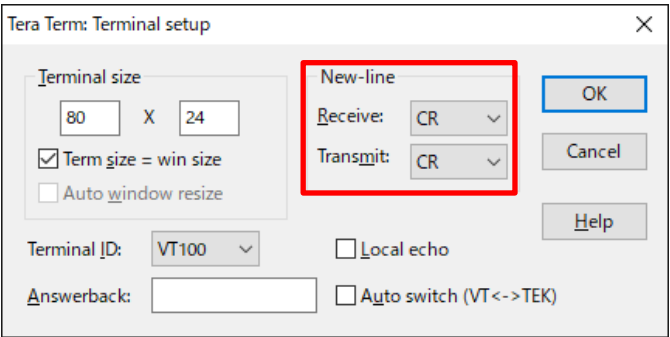 Tera Term: Terminal setup
Terminal size
80 X 24
Term size = win size
Auto window resize
New-line
Receive: CR
Transmit: CR
OK
Cancel
Help
Terminal ID: VT100
Local echo
Answerback:
Auto switch (VT<->TEK)